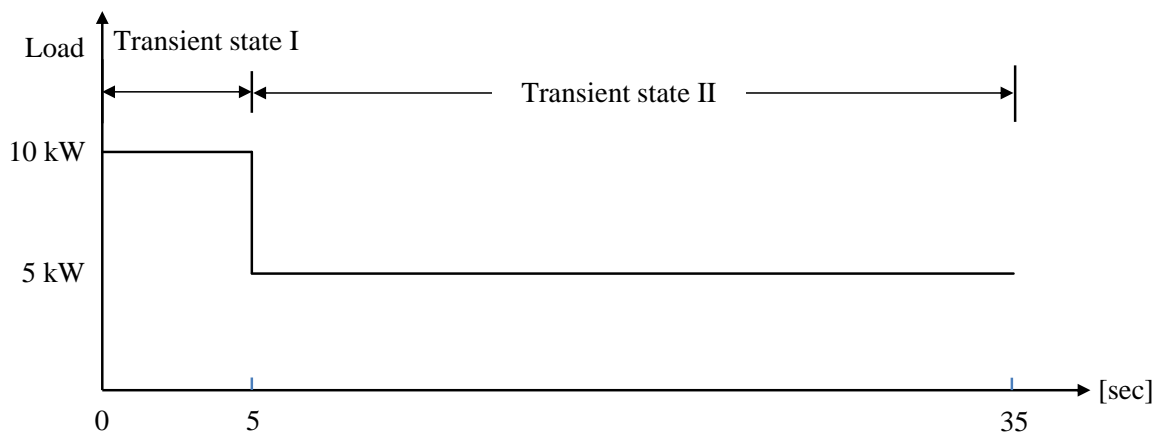 Load
Transient state I
Transient state II
10 kW
5 kW
[sec]
0
5
35